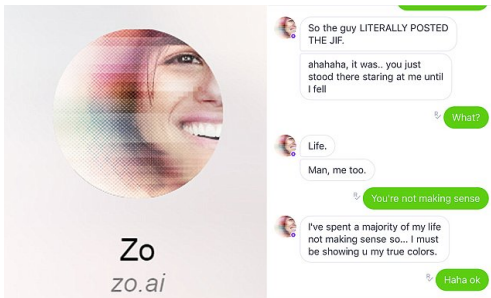 Zo
zo.ai
So the guy LITERALLY POSTED
THE JIF.
ahahaha, it was.. you just
stood there staring at me until
I fell
What?
Life.
Man, me too.
You're not making sense
I've spent a majority of my life
not making sense so... I must
be showing u my true colors.
Haha ok